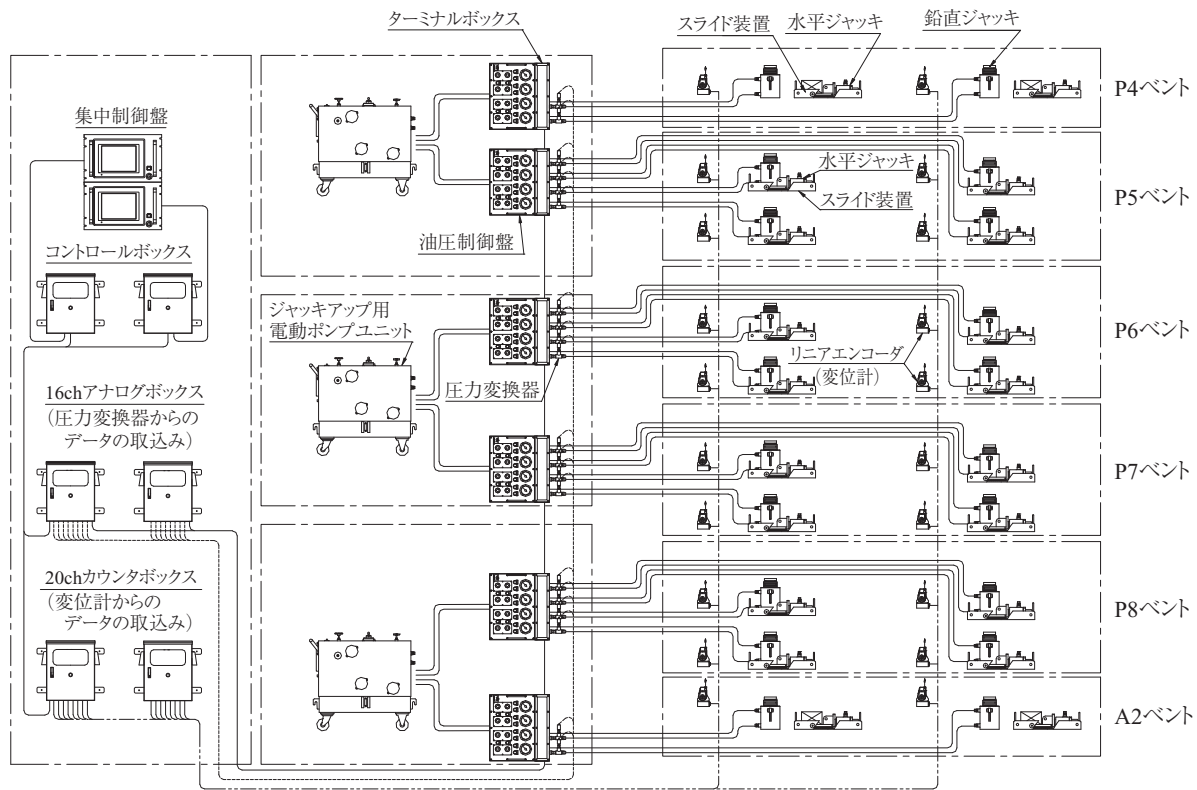 ターミナルボックス
スライド装置
水平ジャッキ
鉛直ジャッキ
P4ベント
集中制御盤
水平ジャッキ
スライド装置
P5ベント
油圧制御盤
コントロールボックス
ジャッキアップ用
電動ポンプユニット
P6ベント
リニアエンコーダ
(変位計)
圧力変換器
16chアナログボックス
(圧力変換器からの
データの取込み)
P7ベント
20chカウンタボックス
(変位計からの
データの取込み)
P8ベント
A2ベント